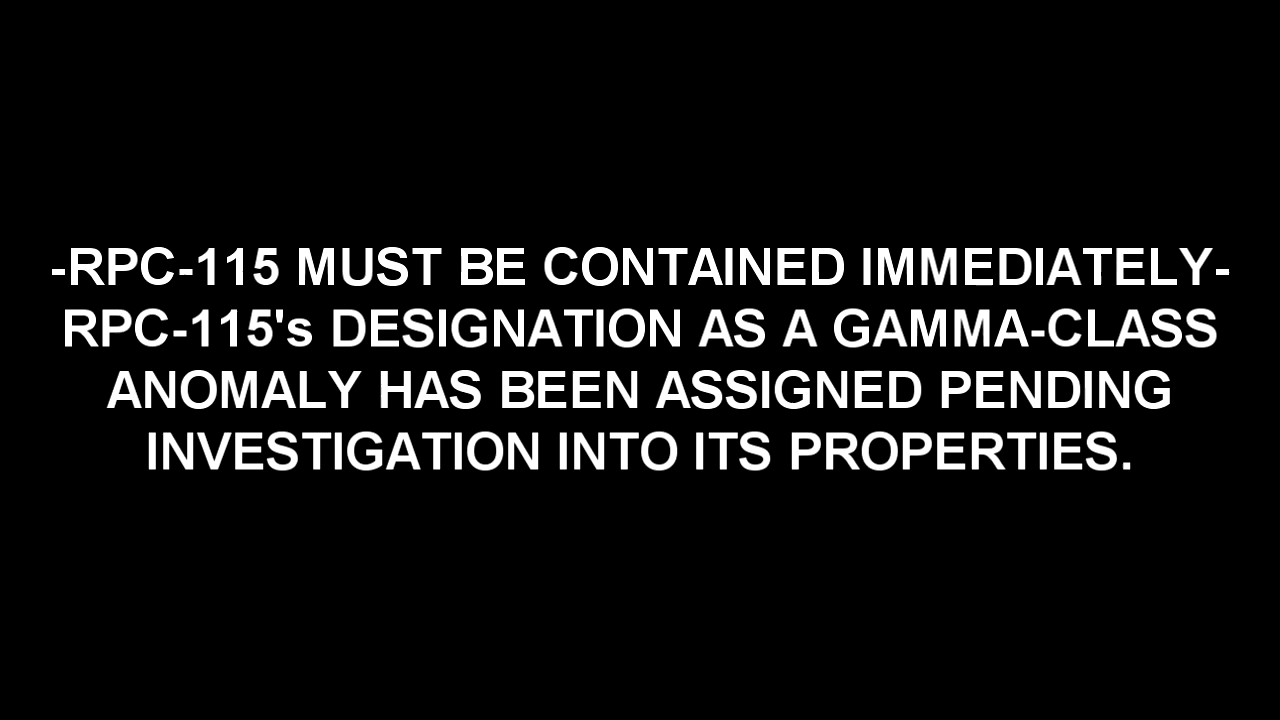 -RPC-115 MUST BE CONTAINED IMMEDIATELY-
RPC-115's DESIGNATION AS A GAMMA-CLASS
ANOMALY HAS BEEN ASSIGNED PENDING
INVESTIGATION INTO ITS PROPERTIES.